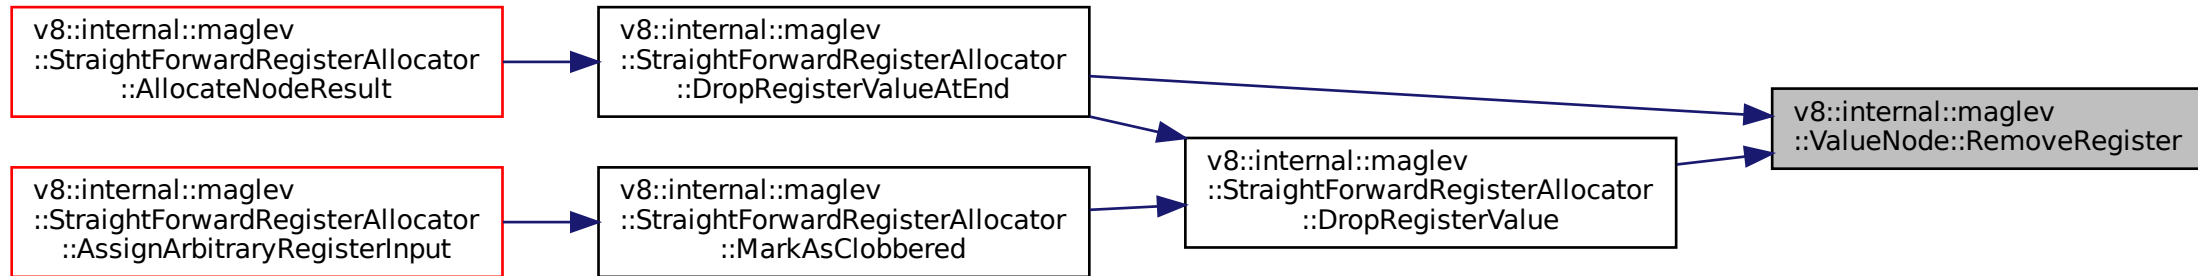 v8::internal::maglev
::StraightForwardRegisterAllocator
::AllocateNodeResult
v8::internal::maglev
::StraightForwardRegisterAllocator
::DropRegisterValueAtEnd
v8::internal::maglev
::ValueNode::RemoveRegister
v8::internal::maglev
::StraightForwardRegisterAllocator
::DropRegisterValue
v8::internal::maglev
::StraightForwardRegisterAllocator
::AssignArbitraryRegisterInput
v8::internal::maglev
::StraightForwardRegisterAllocator
::MarkAsClobbered